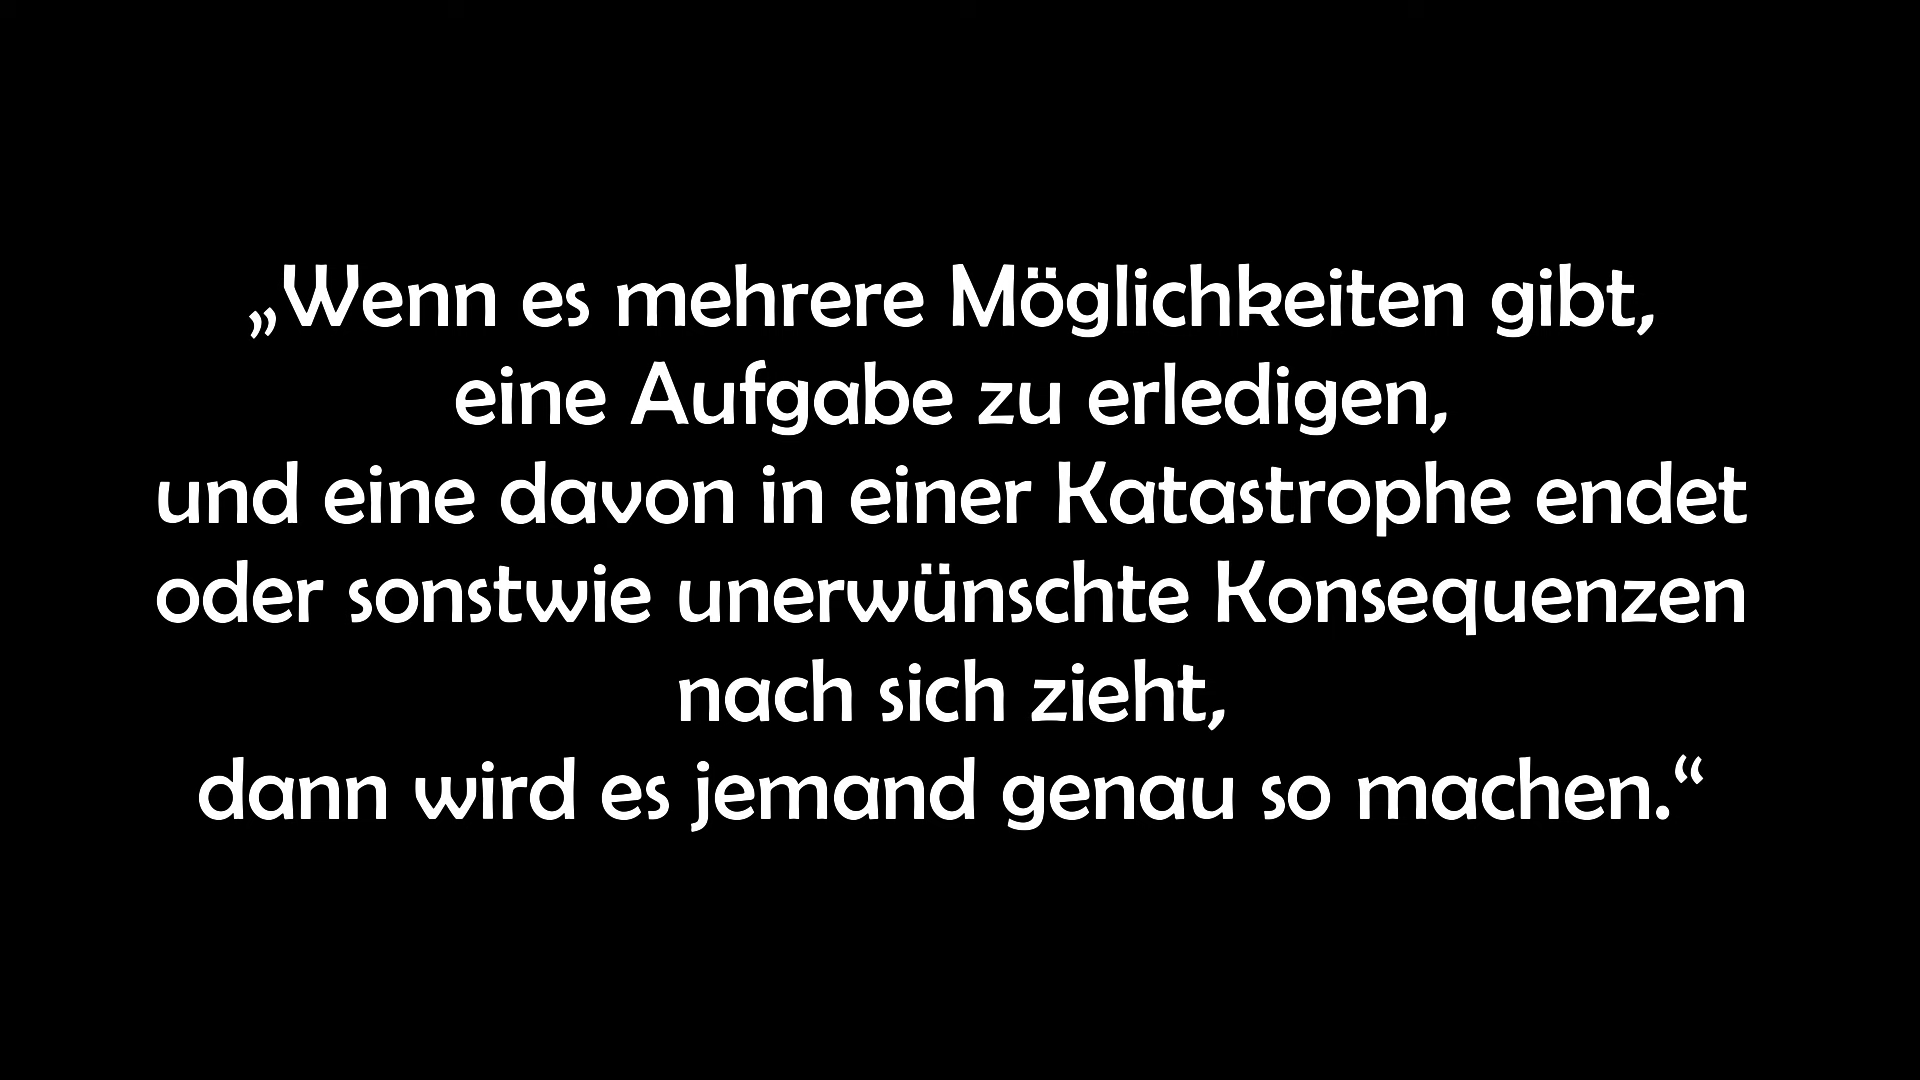 „Wenn es mehrere Möglichkeiten gibt,
eine Aufgabe zu erledigen,
und eine davon in einer Katastrophe endet
oder sonstwie unerwünschte Konsequenzen
nach sich zieht,
dann wird es jemand genau so machen.“